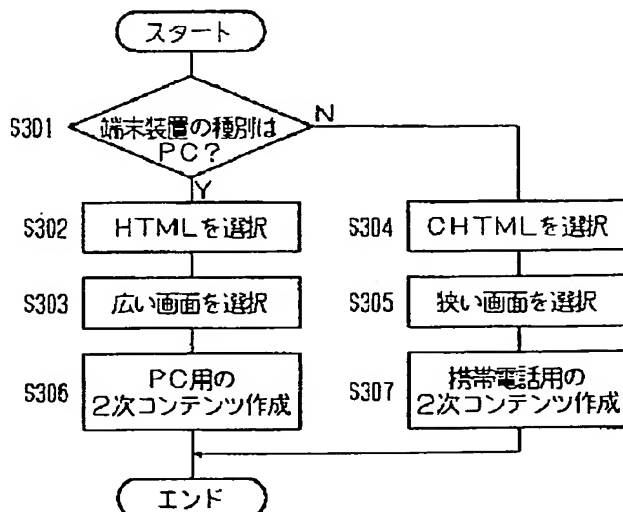 スタート
S301
端末装置の種別は
PC?
N
Y
S302
HTMLを選択
S304
CHTMLを選択
S303
広い画面を選択
S305
狭い画面を選択
S306
PC用の
2次コンテンツ作成
S307
携帯電話用の
2次コンテンツ作成
エンド